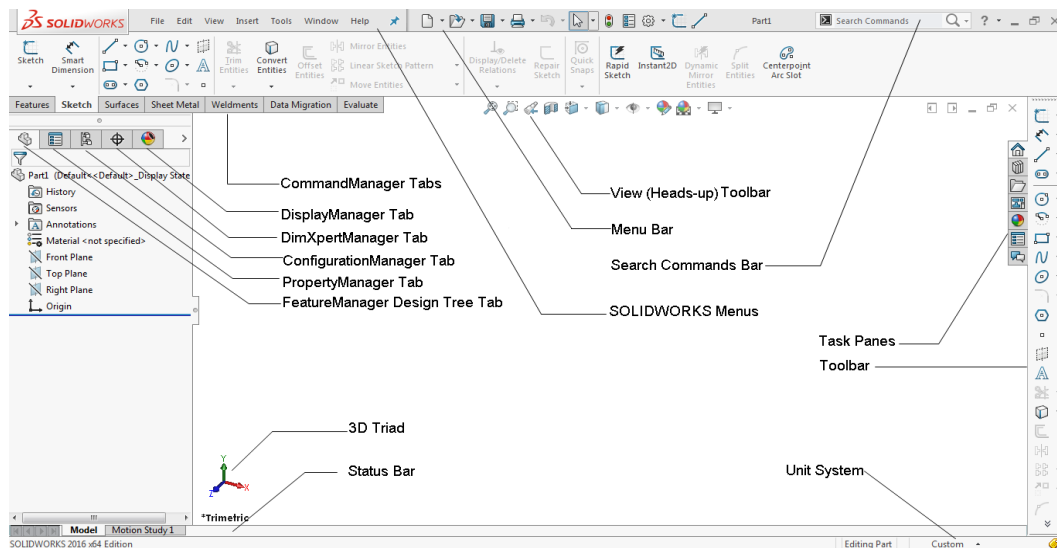 SOLIDWORKS File Edit View Insert Tools Window Help Part1 Search Commands ?
Sketch Smart Dimension Trim Entities Convert Entities Offset Entities Mirror Entities Linear Sketch Pattern Move Entities Display/Delete Relations Repair Sketch Quick Snaps Rapid Sketch Instant2D Dynamic Mirror Entities Split Entities Centerpoint Arc Slot
Features Sketch Surfaces Sheet Metal Weldments Data Migration Evaluate
Part1 (Default<<Default>_Display State
History
Sensors
Annotations
Material <not specified>
Front Plane
Top Plane
Right Plane
Origin
CommandManager Tabs
DisplayManager Tab
DimXpertManager Tab
ConfigurationManager Tab
PropertyManager Tab
FeatureManager Design Tree Tab
View (Heads-up) Toolbar
Menu Bar
Search Commands Bar
SOLIDWORKS Menus
Task Panes
Toolbar
3D Triad
Status Bar
Unit System
Y
Z X
*Trimetric
Model Motion Study 1
SOLIDWORKS 2016 x64 Edition Editing Part Custom